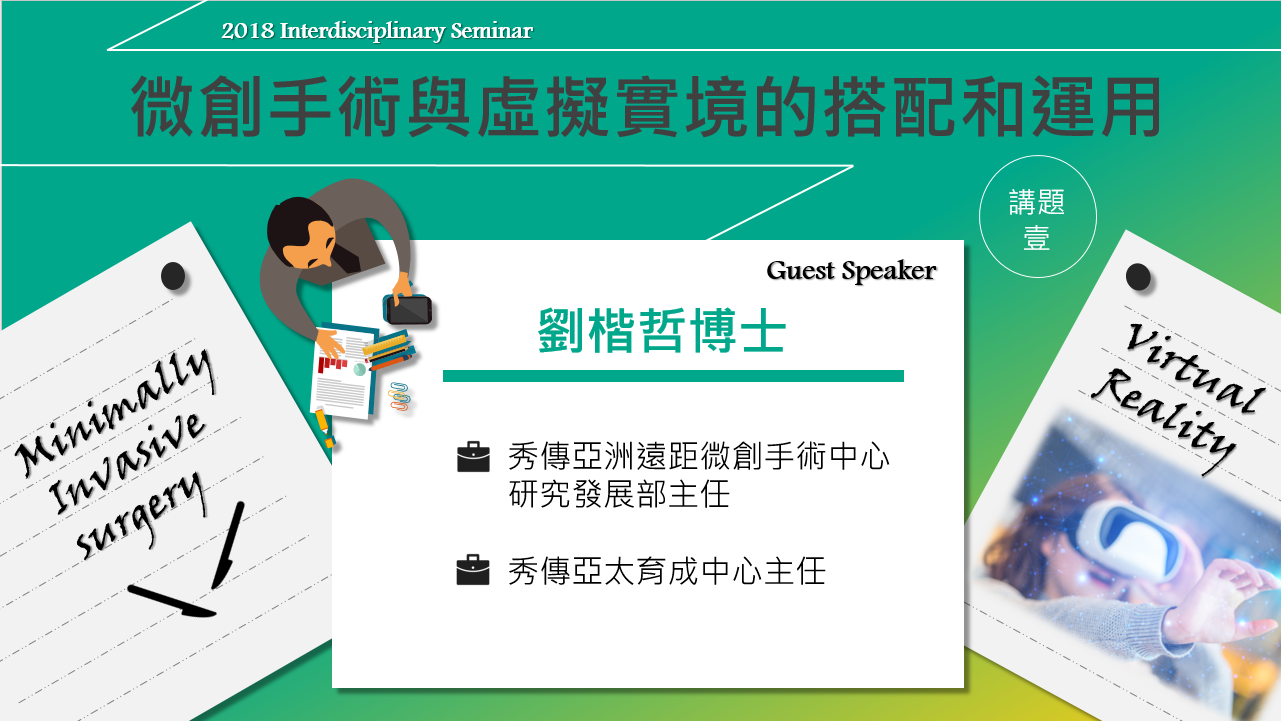 2018 Interdisciplinary Seminar
微創手術與虛擬實境的搭配和運用
講題
壹
Guest Speaker
劉楷哲博士
秀傳亞洲遠距微創手術中心
研究發展部主任
秀傳亞太育成中心主任
Minimally
Invasive
surgery
Virtual
Reality